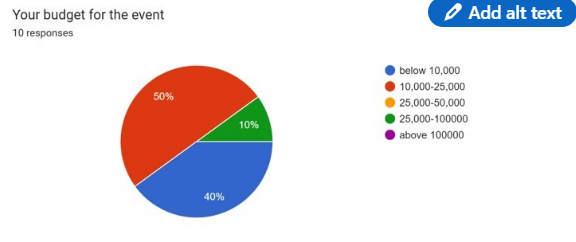 Your budget for the event
Add alt text
10 responses
50%
10%
40%
below 10,000
10,000-25,000
25,000-50,000
25,000-100000
above 100000